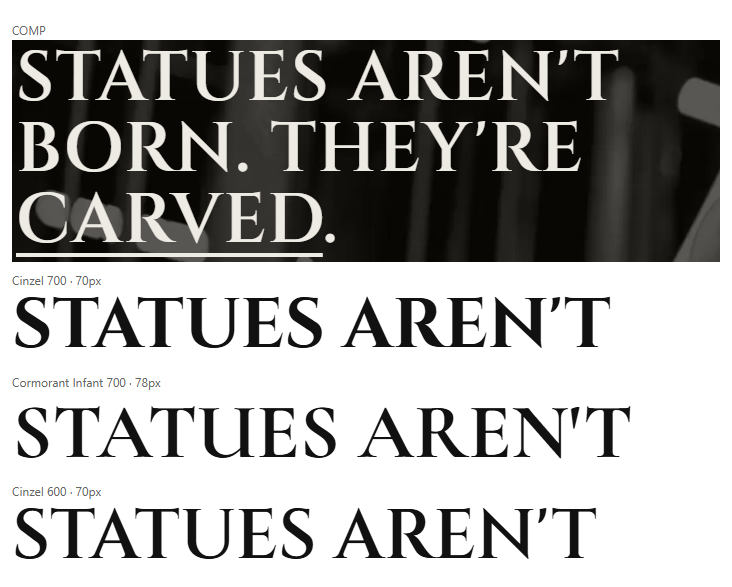 COMP
STATUES AREN'T
BORN. THEY'RE
CARVED.
Cinzel 700 · 70px
STATUES AREN'T
Cormorant Infant 700 · 78px
STATUES AREN'T
Cinzel 600 · 70px
STATUES AREN'T